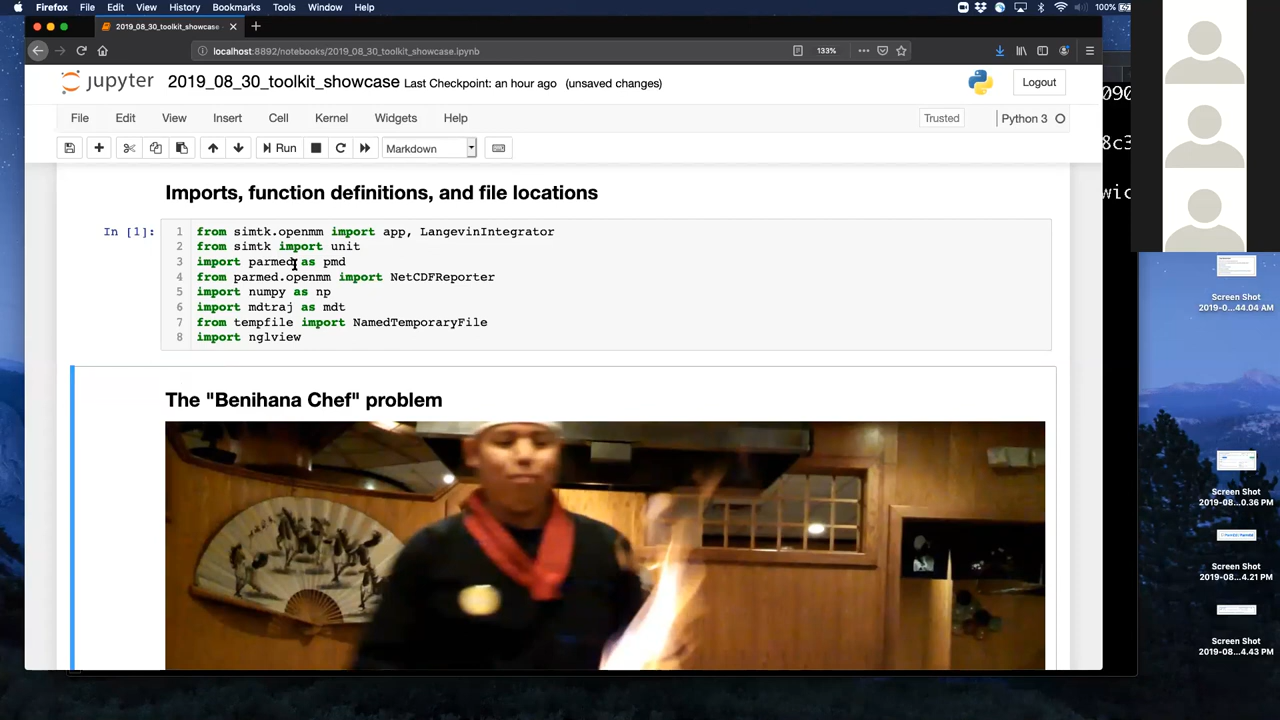 Firefox File Edit View History Bookmarks Tools Window Help 100%
2019_08_30_toolkit_showcase
localhost:8892/notebooks/2019_08_30_toolkit_showcase.ipynb 133%
jupyter 2019_08_30_toolkit_showcase Last Checkpoint: an hour ago (unsaved changes) Logout
File Edit View Insert Cell Kernel Widgets Help Trusted Python 3
Run Markdown
Imports, function definitions, and file locations
In [1]:
1 from simtk.openmm import app, LangevinIntegrator
2 from simtk import unit
3 import parmed as pmd
4 from parmed.openmm import NetCDFReporter
5 import numpy as np
6 import mdtraj as mdt
7 from tempfile import NamedTemporaryFile
8 import nglview
The "Benihana Chef" problem
090
8c3
wic
Screen Shot
2019-0...44.04 AM
Screen Shot
2019-08...0.36 PM
Screen Shot
2019-08...4.21 PM
Screen Shot
2019-08...4.43 PM